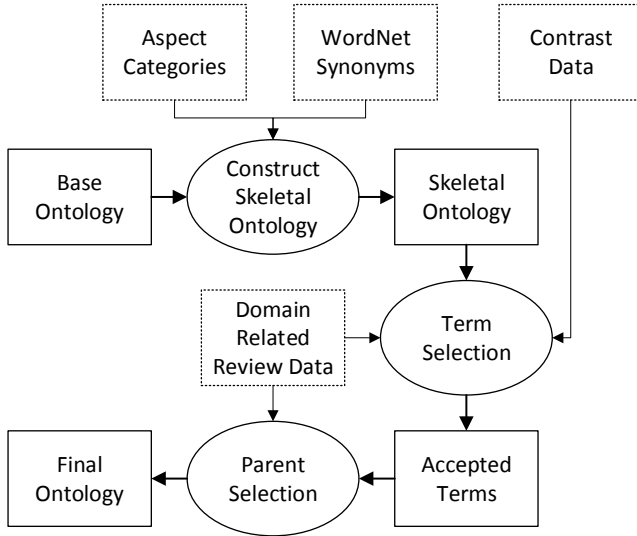 Aspect
Categories
WordNet
Synonyms
Contrast
Data
Base
Ontology
Construct
Skeletal
Ontology
Skeletal
Ontology
Domain
Related
Review Data
Term
Selection
Final
Ontology
Parent
Selection
Accepted
Terms